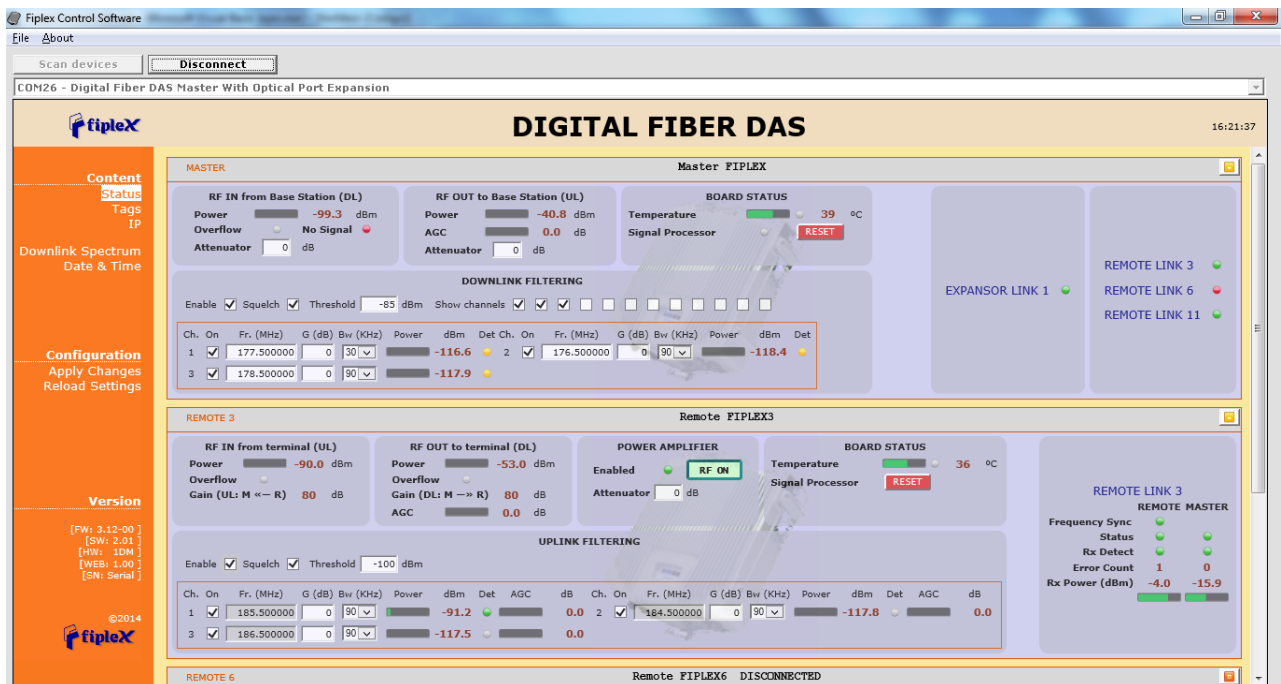 Fiplex Control Software
File About
Scan devices Disconnect
COM26 - Digital Fiber DAS Master With Optical Port Expansion
fipleX DIGITAL FIBER DAS 16:21:37
Content
Status
Tags
IP
Downlink Spectrum
Date & Time
Configuration
Apply Changes
Reload Settings
Version
[FW: 3.12-00 ]
[SW: 2.01 ]
[HW: 1DM ]
[WEB: 1.00 ]
[SN: Serial ]
©2014
fipleX
MASTER Master FIPLEX
RF IN from Base Station (DL)
Power -99.3 dBm
Overflow No Signal
Attenuator 0 dB
RF OUT to Base Station (UL)
Power -40.8 dBm
AGC 0.0 dB
Attenuator 0 dB
BOARD STATUS
Temperature 39 ºC
Signal Processor RESET
DOWNLINK FILTERING
Enable Squelch Threshold -85 dBm Show channels
Ch. On Fr. (MHz) G (dB) Bw (KHz) Power dBm Det Ch. On Fr. (MHz) G (dB) Bw (KHz) Power dBm Det
1 177.500000 0 30 -116.6 2 176.500000 0 90 -118.4
3 178.500000 0 90 -117.9
EXPANSOR LINK 1
REMOTE LINK 3
REMOTE LINK 6
REMOTE LINK 11
REMOTE 3 Remote FIPLEX3
RF IN from terminal (UL)
Power -90.0 dBm
Overflow
Gain (UL: M «— R) 80 dB
RF OUT to terminal (DL)
Power -53.0 dBm
Overflow
Gain (DL: M —» R) 80 dB
AGC 0.0 dB
POWER AMPLIFIER
Enabled RF ON
Attenuator 0 dB
BOARD STATUS
Temperature 36 ºC
Signal Processor RESET
UPLINK FILTERING
Enable Squelch Threshold -100 dBm
Ch. On Fr. (MHz) G (dB) Bw (KHz) Power dBm Det AGC dB Ch. On Fr. (MHz) G (dB) Bw (KHz) Power dBm Det AGC dB
1 185.500000 0 90 -91.2 0.0 2 184.500000 0 90 -117.8 0.0
3 186.500000 0 90 -117.5 0.0
REMOTE LINK 3
REMOTE MASTER
Frequency Sync
Status
Rx Detect
Error Count 1 0
Rx Power (dBm) -4.0 -15.9
REMOTE 6 Remote FIPLEX6 DISCONNECTED